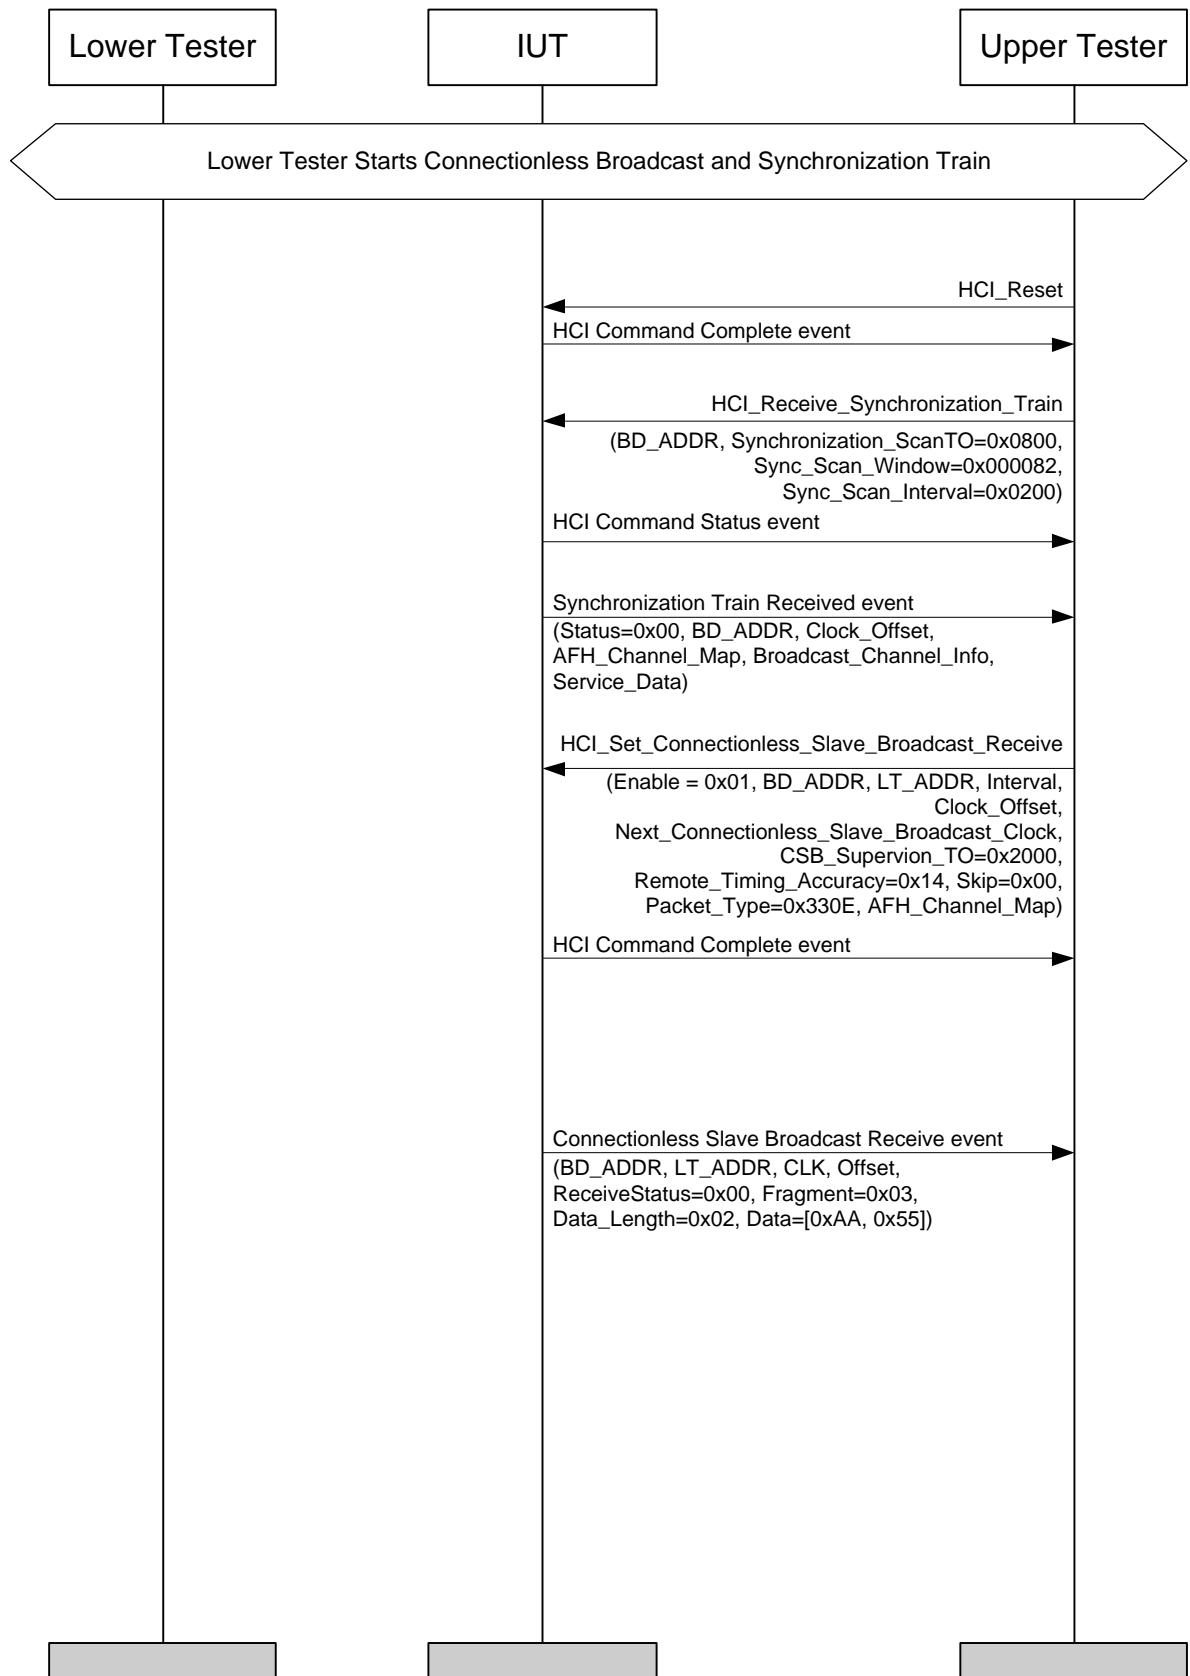 Lower Tester
IUT
Upper Tester
Lower Tester Starts Connectionless Broadcast and Synchronization Train
HCI_Reset
HCI Command Complete event
HCI_Receive_Synchronization_Train
(BD_ADDR, Synchronization_ScanTO=0x0800,
Sync_Scan_Window=0x000082,
Sync_Scan_Interval=0x0200)
HCI Command Status event
Synchronization Train Received event
(Status=0x00, BD_ADDR, Clock_Offset,
AFH_Channel_Map, Broadcast_Channel_Info,
Service_Data)
HCI_Set_Connectionless_Slave_Broadcast_Receive
(Enable = 0x01, BD_ADDR, LT_ADDR, Interval,
Clock_Offset,
Next_Connectionless_Slave_Broadcast_Clock,
CSB_Supervion_TO=0x2000,
Remote_Timing_Accuracy=0x14, Skip=0x00,
Packet_Type=0x330E, AFH_Channel_Map)
HCI Command Complete event
Connectionless Slave Broadcast Receive event
(BD_ADDR, LT_ADDR, CLK, Offset,
ReceiveStatus=0x00, Fragment=0x03,
Data_Length=0x02, Data=[0xAA, 0x55])